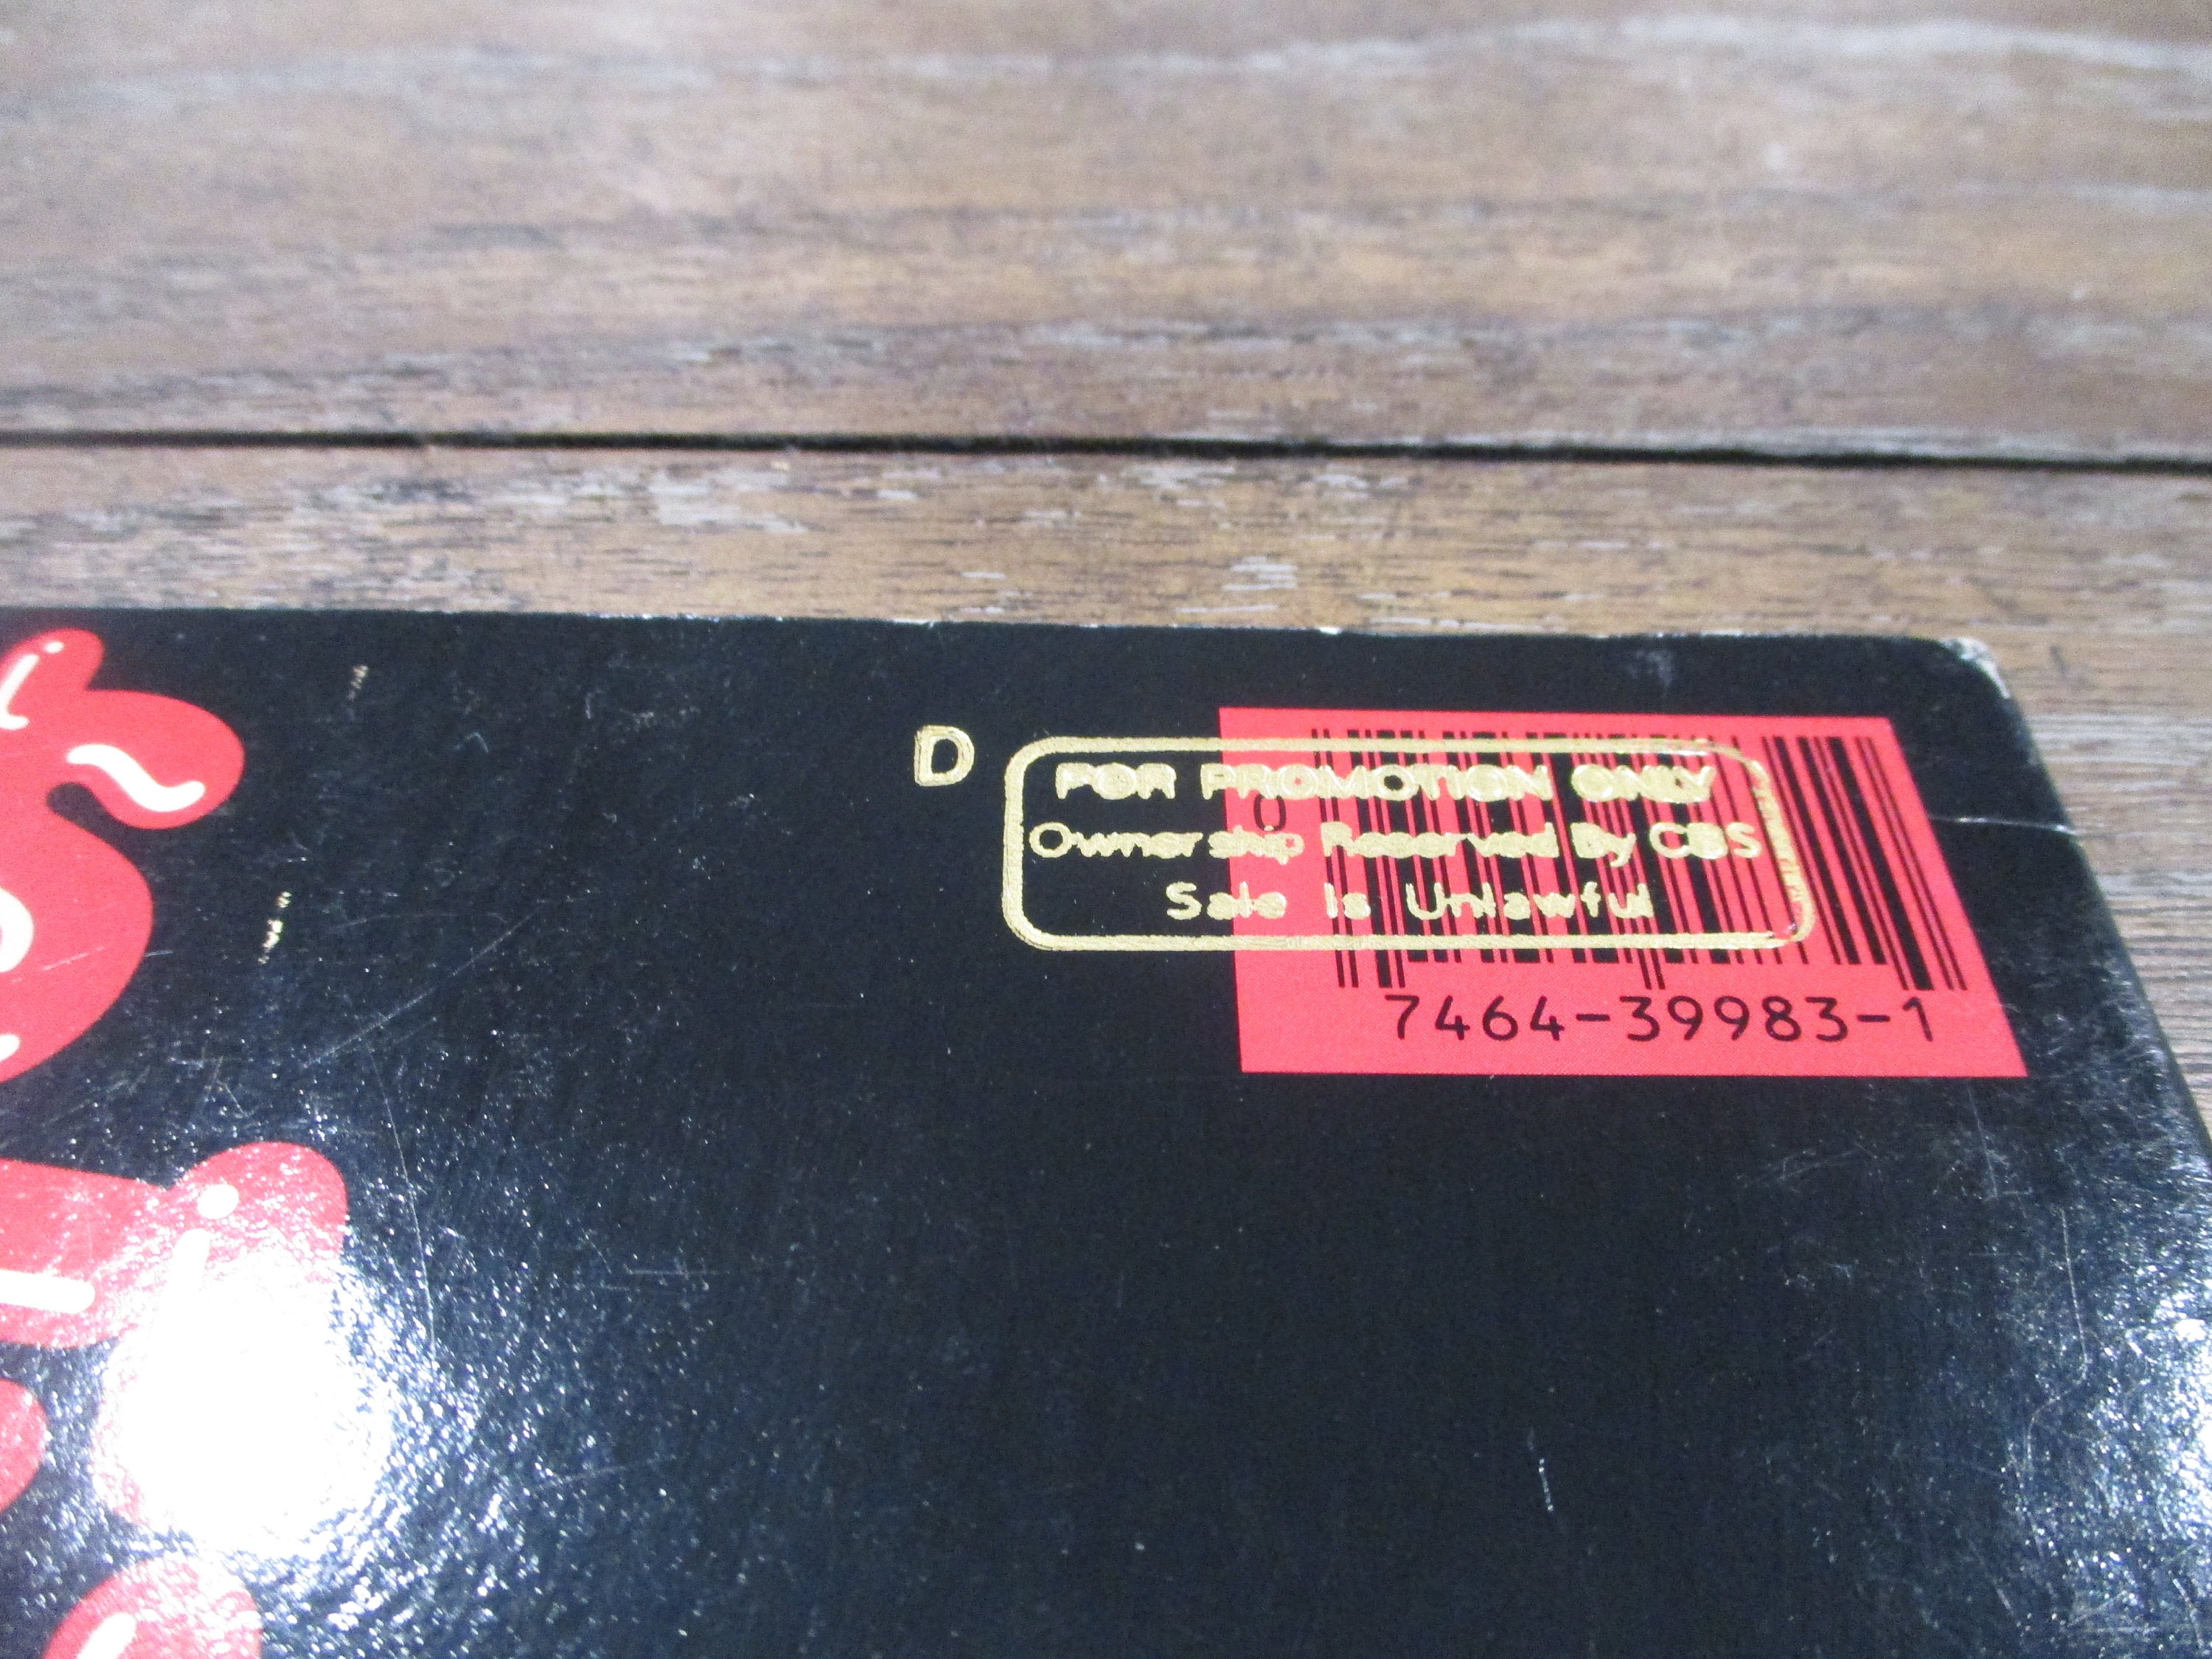 D
FOR PROMOTION ONLY
0
Ownership Reserved By CBS
Sale Is Unlawful
7464-39983-1